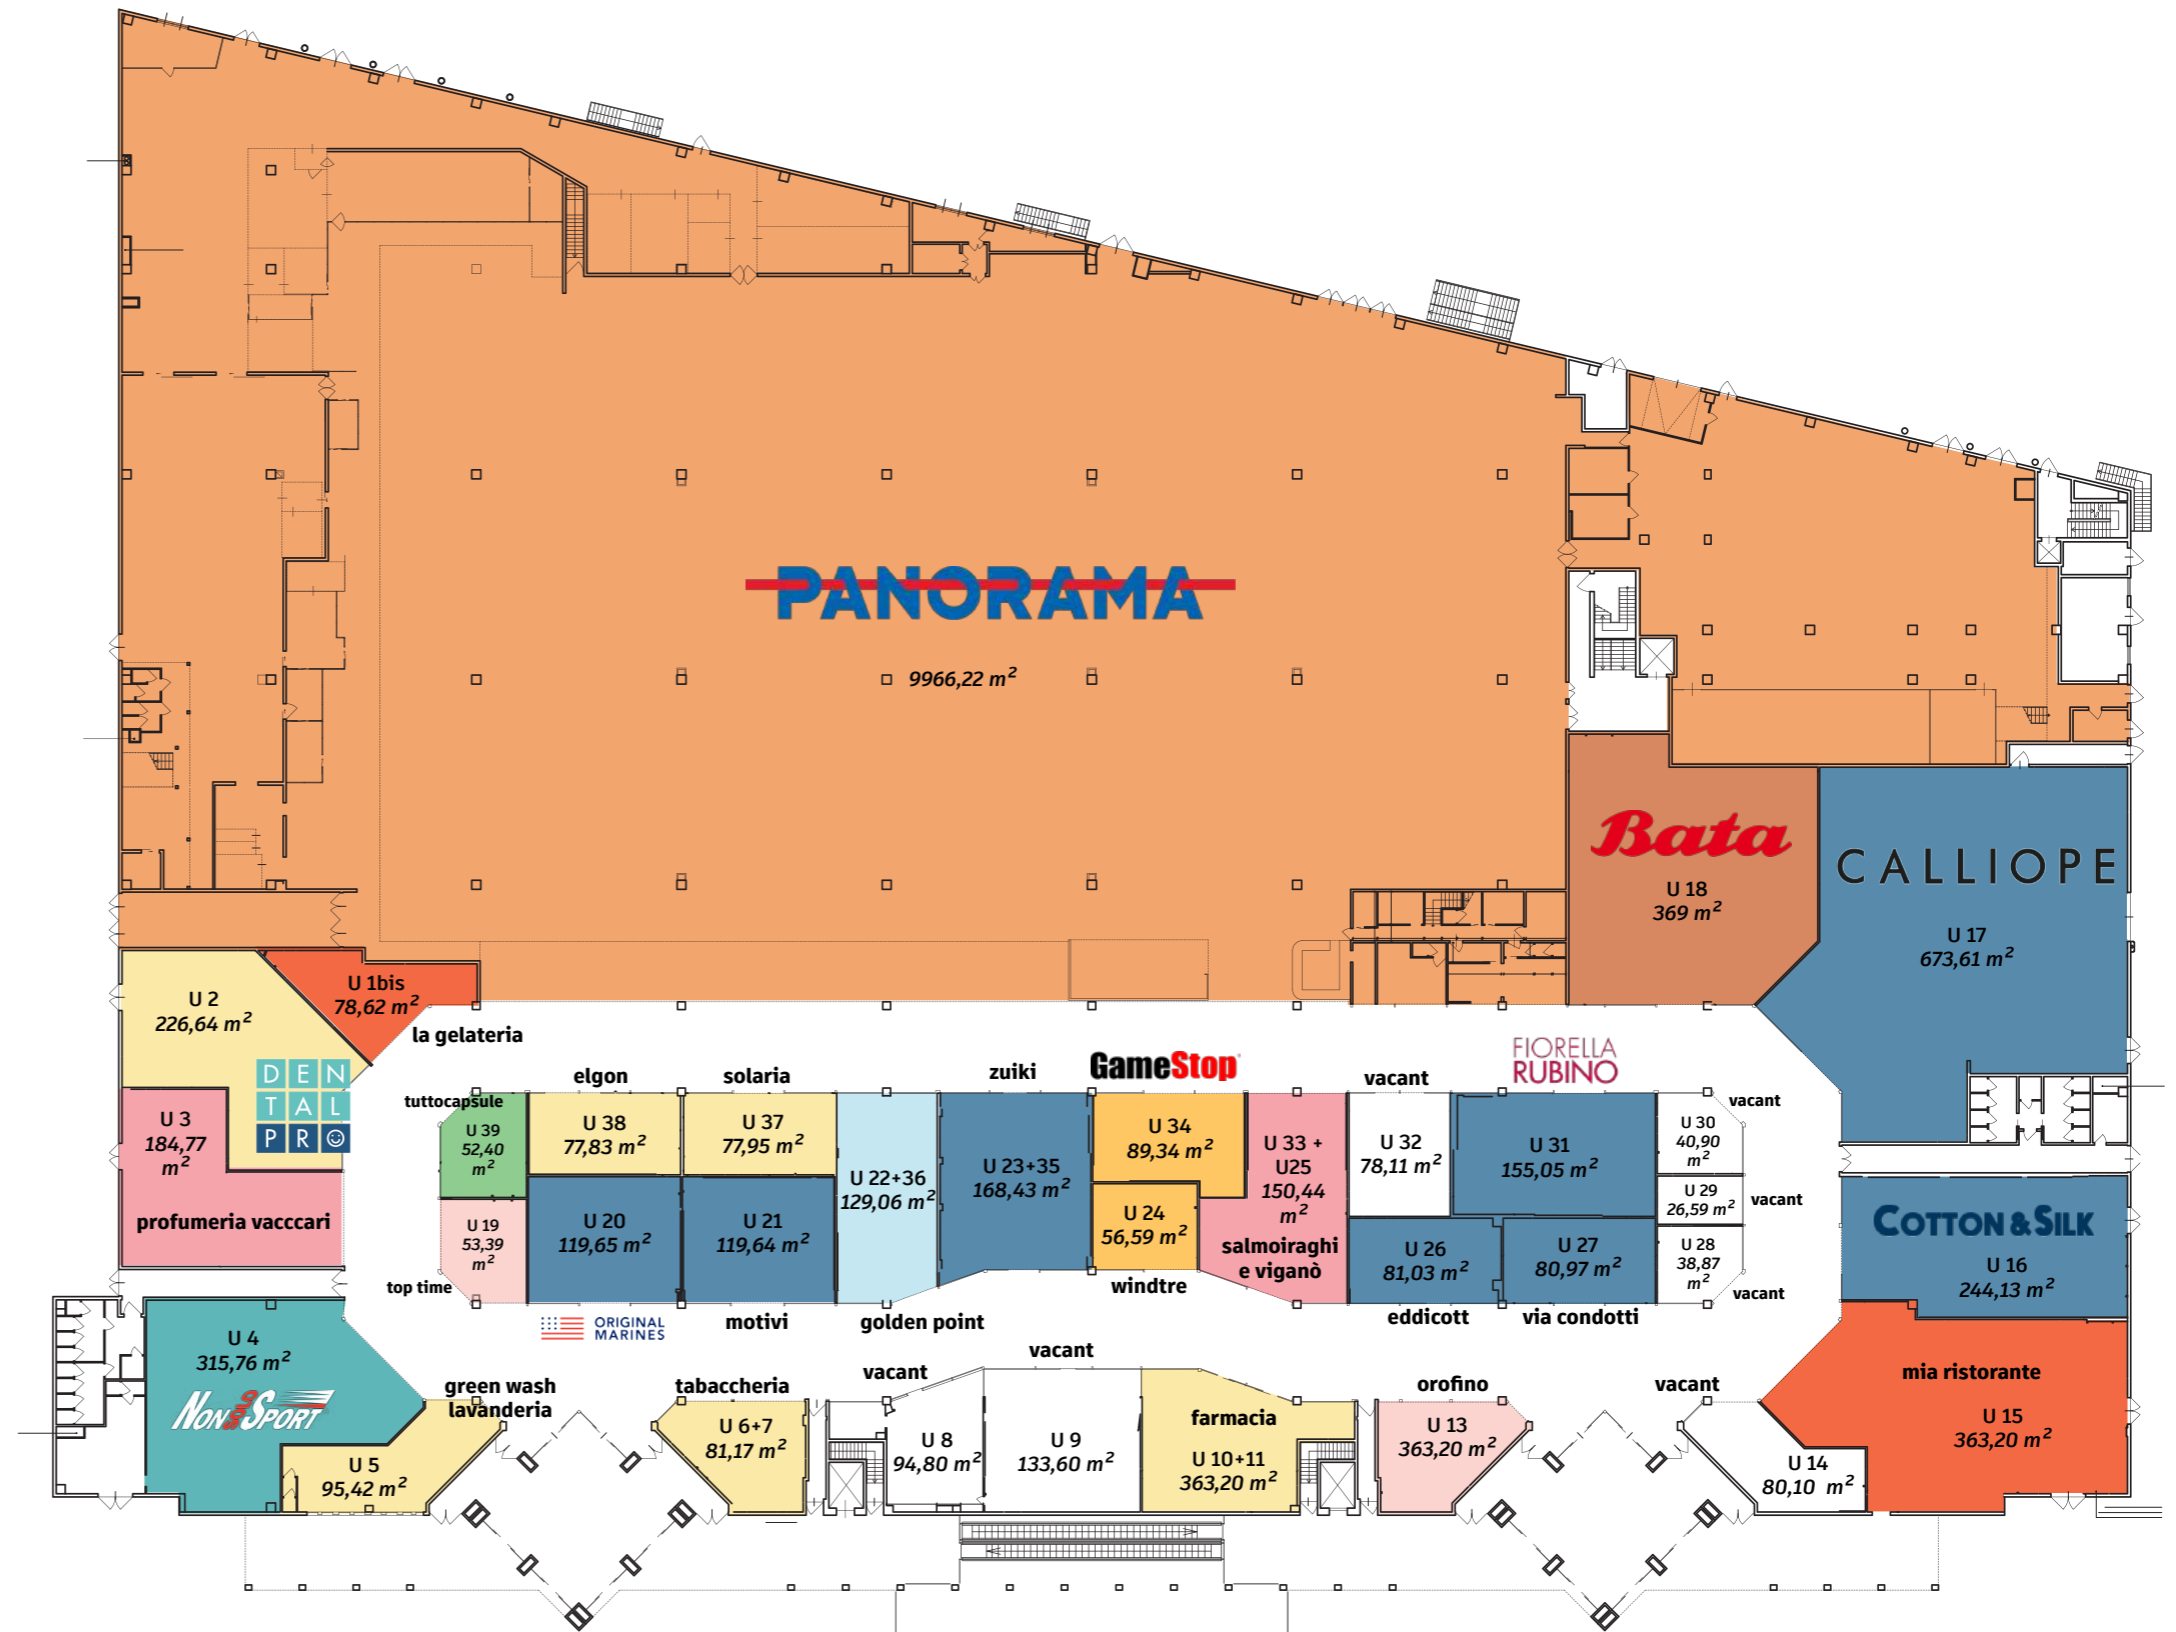 PANORAMA
9966,22 m²
Bata
U 18
369 m²
CALLIOPE
U 17
673,61 m²
U 2
226,64 m²
U 1bis
78,62 m²
la gelateria
DEN
TAL
PRO
U 3
184,77
m²
profumeria vacccari
tuttocapsule
U 39
52,40
m²
elgon
U 38
77,83 m²
solaria
U 37
77,95 m²
U 22+36
129,06 m²
zuiki
U 23+35
168,43 m²
GameStop
U 34
89,34 m²
U 33 +
U25
150,44
m²
salmoiraghi
e viganò
vacant
U 32
78,11 m²
FIORELLA
RUBINO
U 31
155,05 m²
vacant
U 30
40,90
m²
U 29
26,59 m²
vacant
U 28
38,87
m²
vacant
U 19
53,39
m²
top time
U 20
119,65 m²
ORIGINAL
MARINES
U 21
119,64 m²
motivi
golden point
U 24
56,59 m²
windtre
U 26
81,03 m²
eddicott
U 27
80,97 m²
via condotti
COTTON & SILK
U 16
244,13 m²
U 4
315,76 m²
NON SOLO SPORT
green wash
lavanderia
U 5
95,42 m²
tabaccheria
U 6+7
81,17 m²
vacant
U 8
94,80 m²
vacant
U 9
133,60 m²
farmacia
U 10+11
363,20 m²
orofino
U 13
363,20 m²
vacant
U 14
80,10 m²
mia ristorante
U 15
363,20 m²